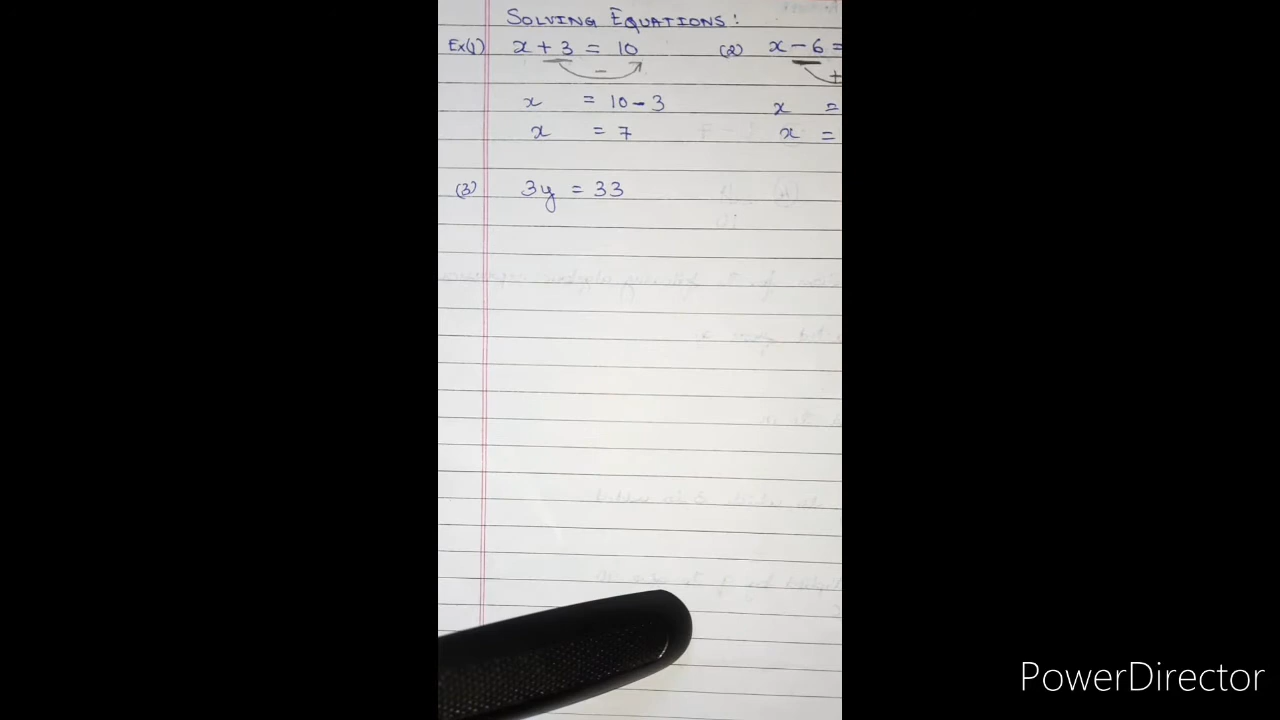 SOLVING EQUATIONS:
Ex(1) x + 3 = 10 (2) x - 6 =
- +
x = 10 - 3 x =
x = 7 x =
(3) 3y = 33
PowerDirector